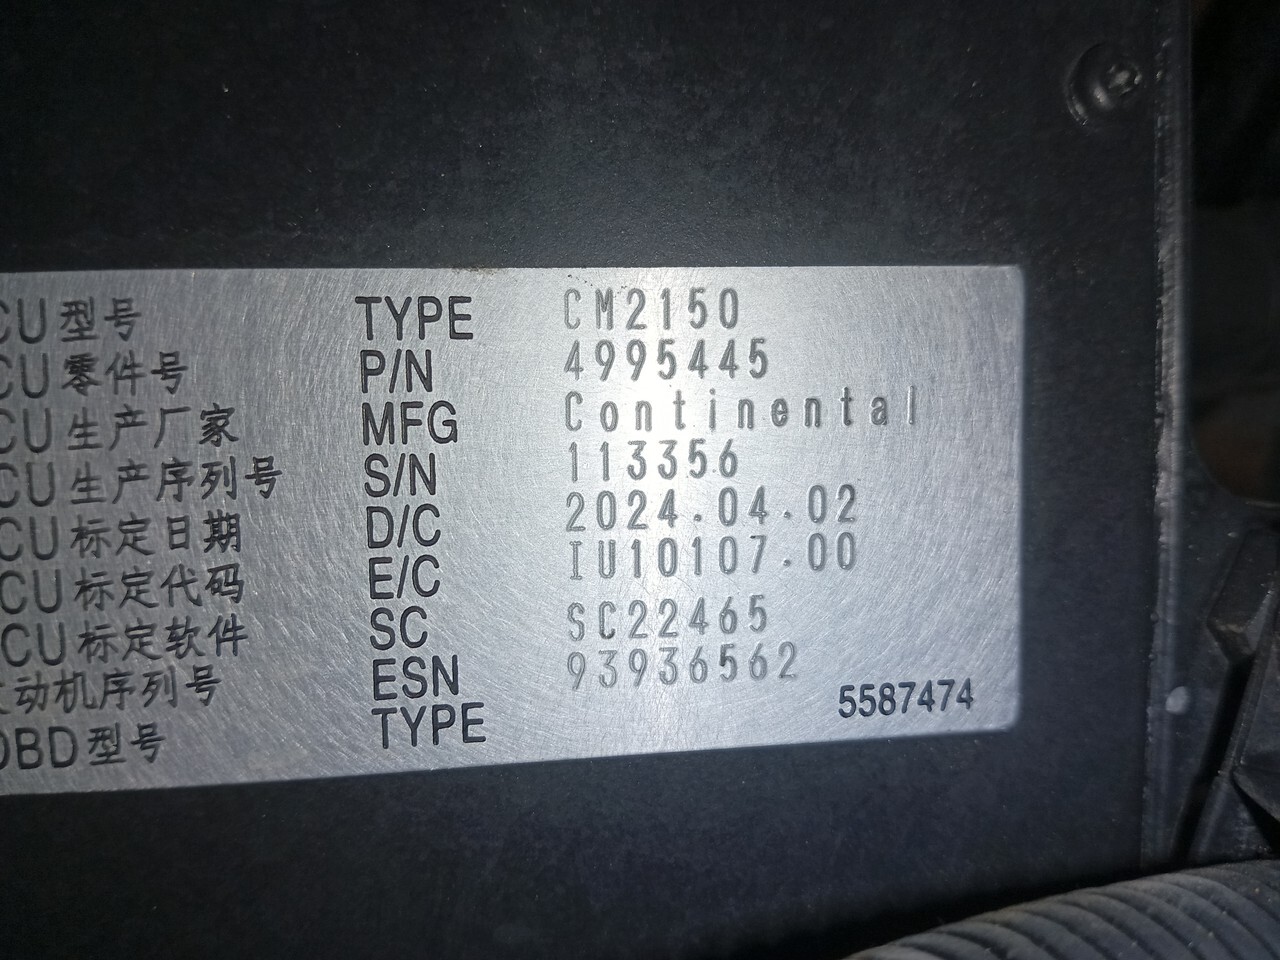 CU型号 TYPE CM2150
CU零件号 P/N 4995445
CU生产厂家 MFG Continental
CU生产序列号 S/N 113356
CU标定日期 D/C 2024.04.02
CU标定代码 E/C IU10107.00
CU标定软件 SC SC22465
动机序列号 ESN 93936562
OBD型号 TYPE
5587474